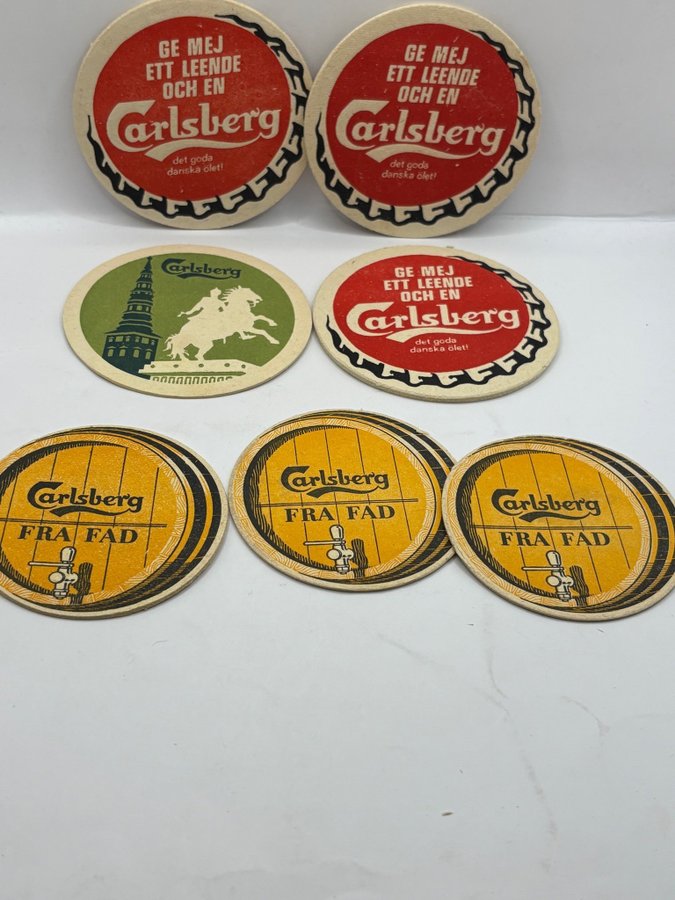 GE MEJ
ETT LEENDE
OCH EN
Carlsberg
det goda
danska ölet!
GE MEJ
ETT LEENDE
OCH EN
Carlsberg
det goda
danska ölet!
Carlsberg
GE MEJ
ETT LEENDE
OCH EN
Carlsberg
det goda
danska ölet!
Carlsberg
FRA FAD
Carlsberg
FRA FAD
Carlsberg
FRA FAD